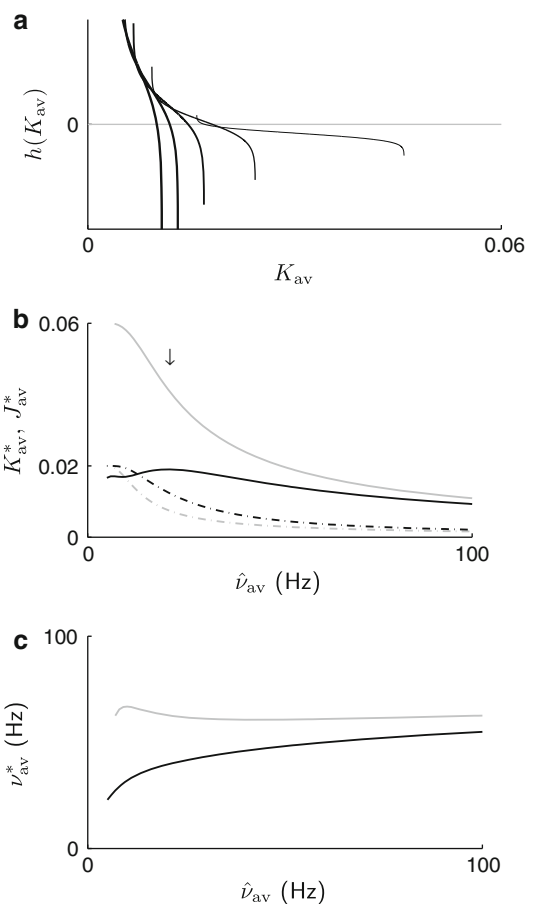 a
h(K_av)
0
0 0.06
K_av
b
0.06
↓
K*_av, J*_av
0.02
0
0 100
ν̂_av (Hz)
c
100
ν*_av (Hz)
0
0 100
ν̂_av (Hz)